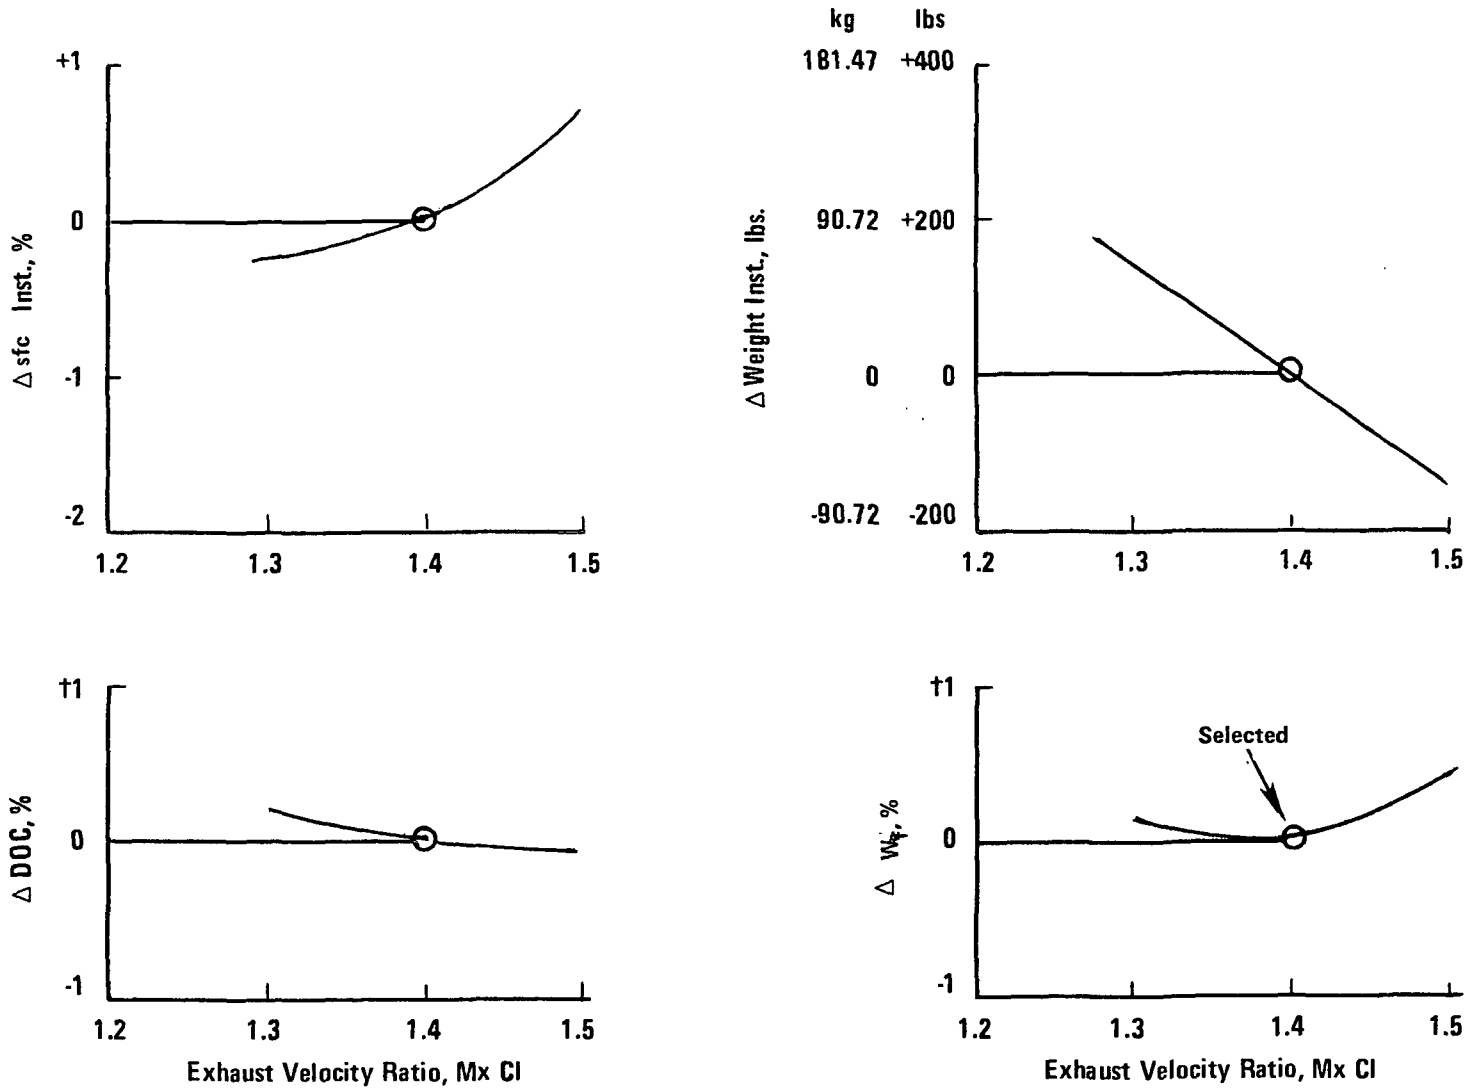 +1
0
-1
-2
Δ sfc Inst., %
1.2 1.3 1.4 1.5
kg lbs
181.47 +400
90.72 +200
0 0
-90.72 -200
Δ Weight Inst., lbs.
1.2 1.3 1.4 1.5
†1
0
-1
Δ DOC, %
1.2 1.3 1.4 1.5
Exhaust Velocity Ratio, Mx Cl
†1
0
-1
Δ %
Selected
1.2 1.3 1.4 1.5
Exhaust Velocity Ratio, Mx Cl